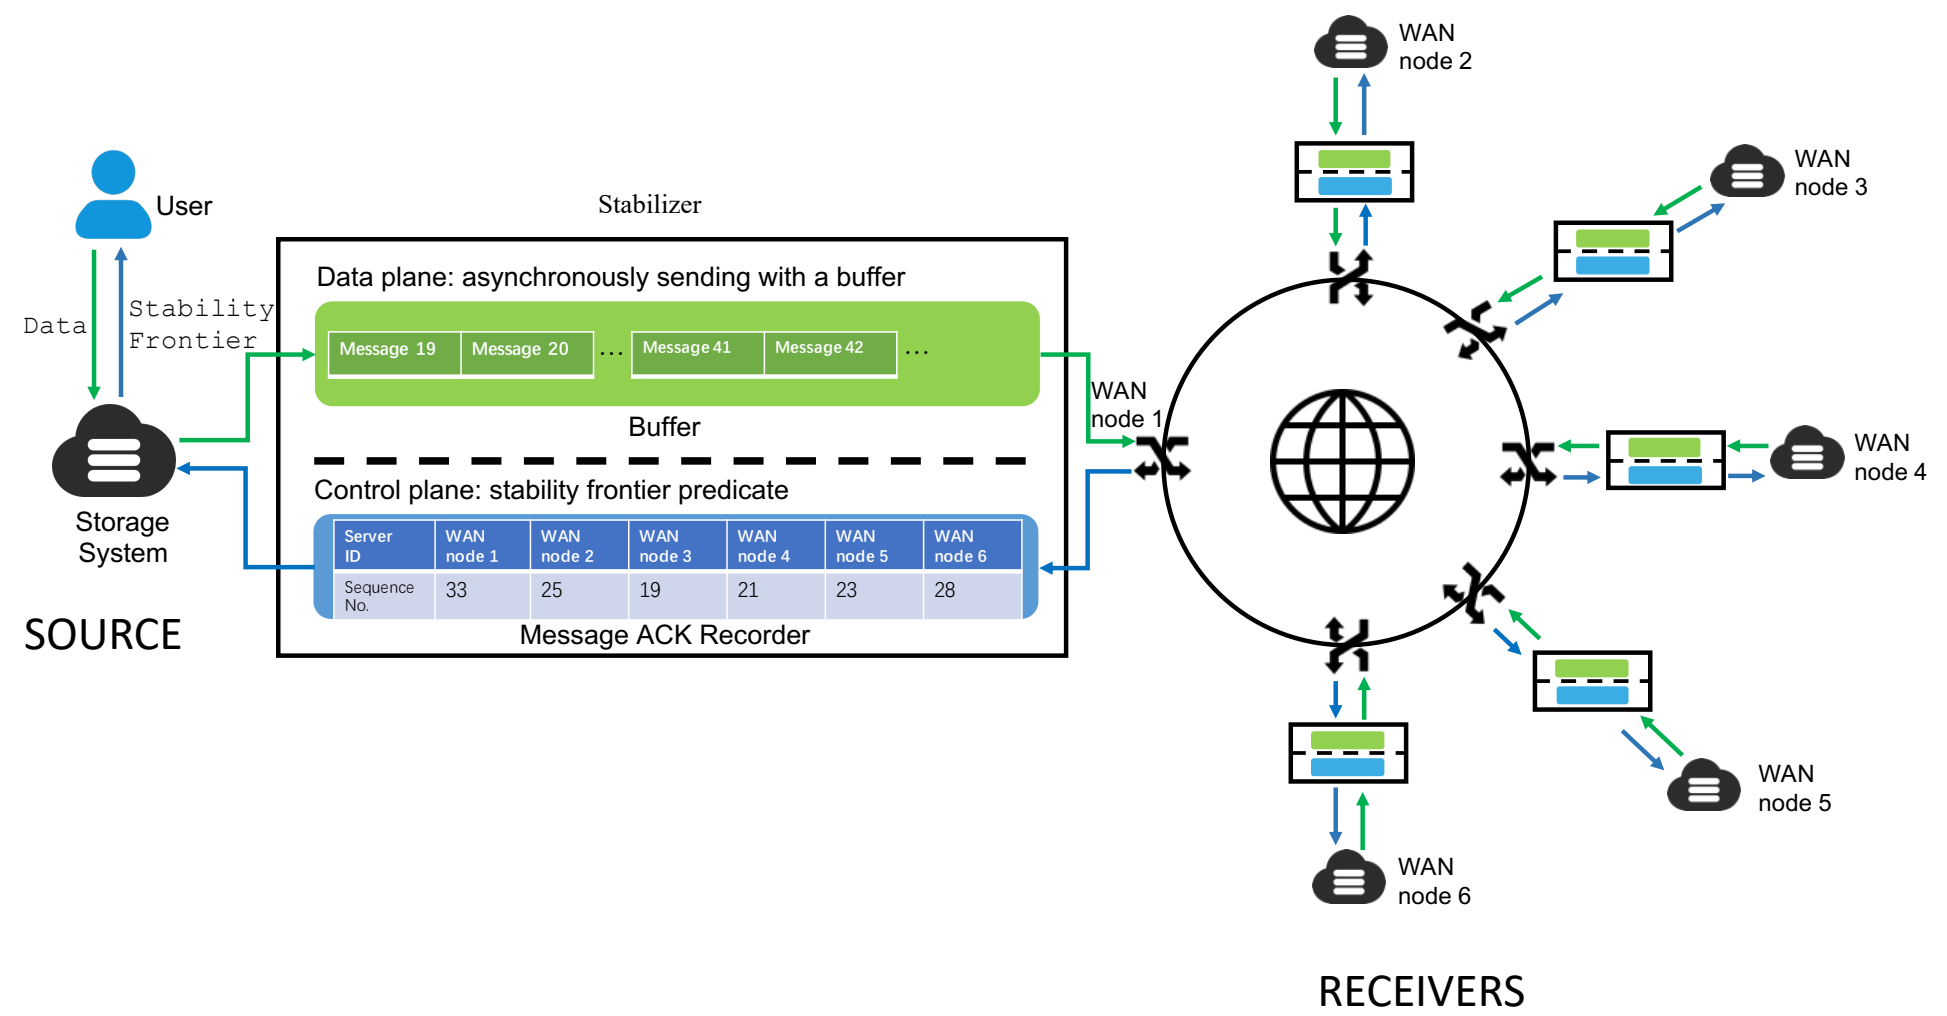 User
Data
Stability
Frontier
Storage
System
SOURCE
Stabilizer
Data plane: asynchronously sending with a buffer
Message 19 Message 20 ... Message 41 Message 42 ...
Buffer
Control plane: stability frontier predicate
Server ID WAN node 1 WAN node 2 WAN node 3 WAN node 4 WAN node 5 WAN node 6
Sequence No. 33 25 19 21 23 28
Message ACK Recorder
WAN
node 1
WAN
node 2
WAN
node 3
WAN
node 4
WAN
node 5
WAN
node 6
RECEIVERS